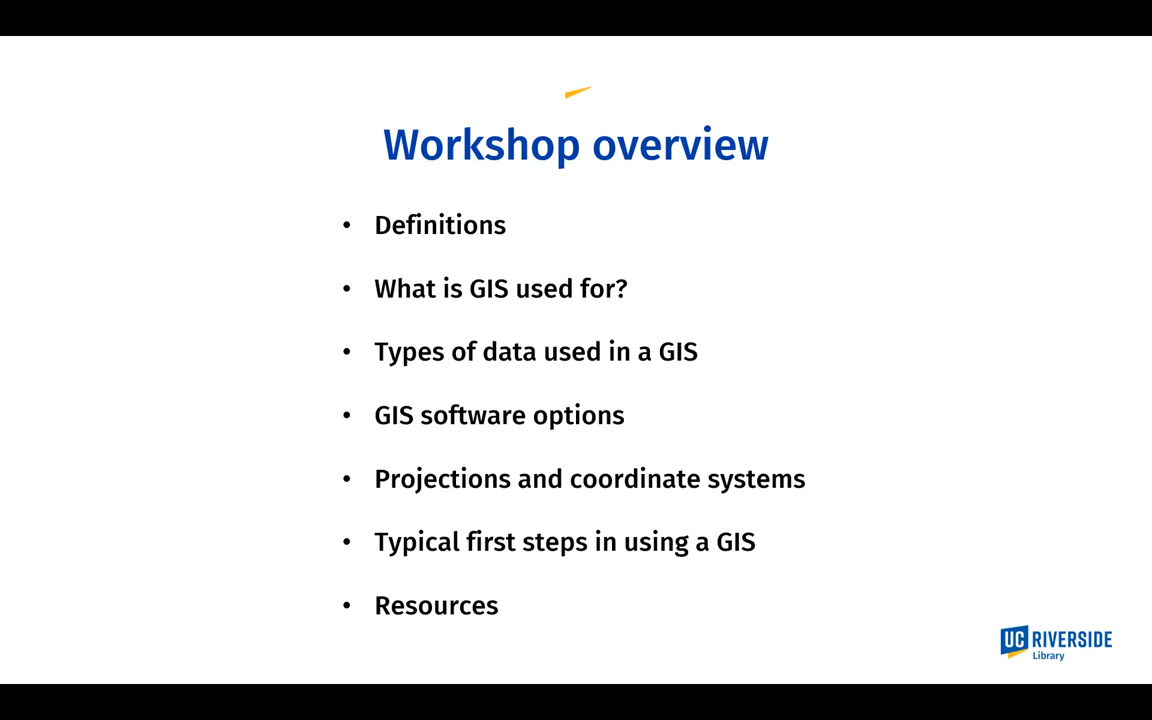 Workshop overview
• Definitions
• What is GIS used for?
• Types of data used in a GIS
• GIS software options
• Projections and coordinate systems
• Typical first steps in using a GIS
• Resources
UC RIVERSIDE
Library